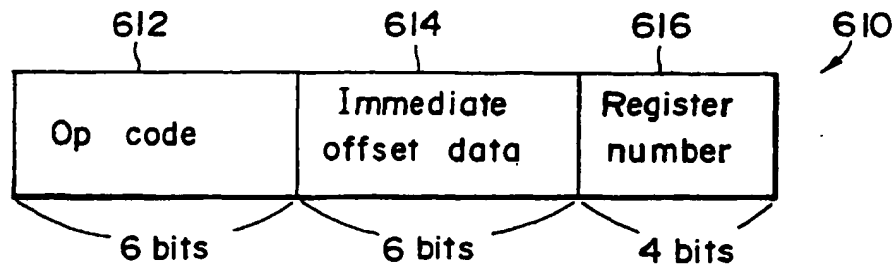 612 614 616 610
Op code
Immediate
offset data
Register
number
6 bits 6 bits 4 bits